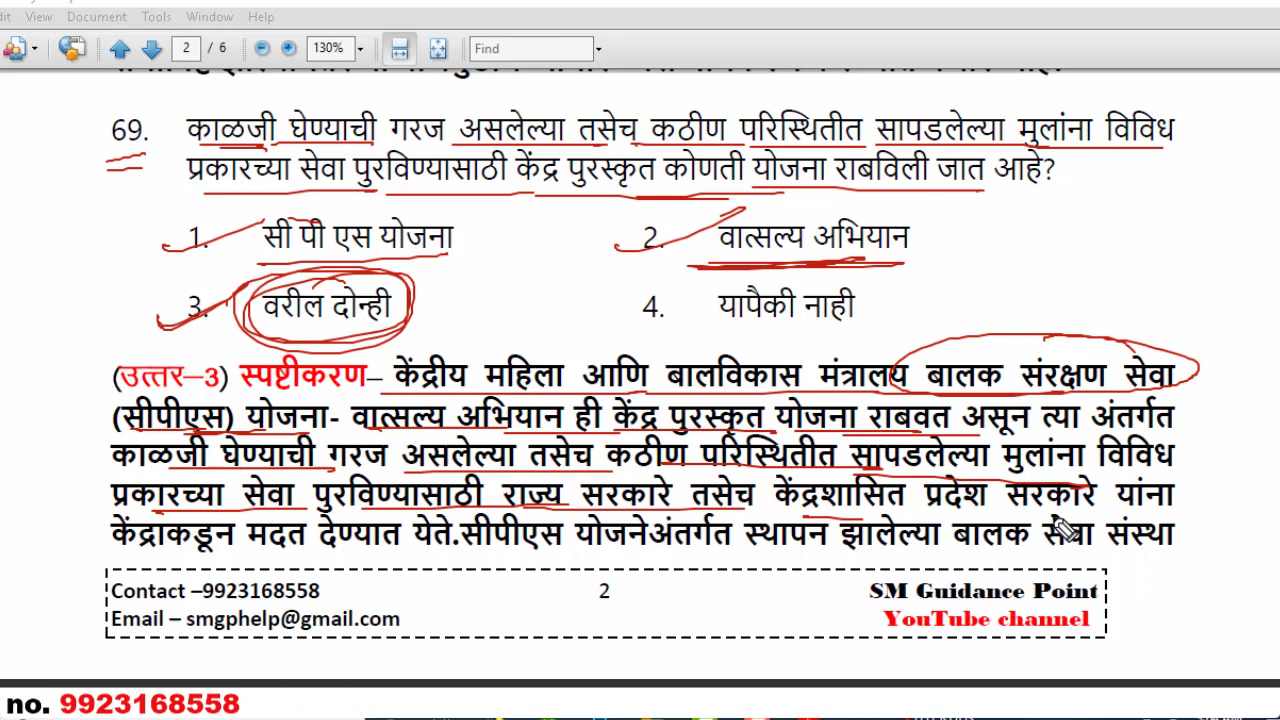 dit View Document Tools Window Help
2 / 6 130% Find
69. काळजी घेण्याची गरज असलेल्या तसेच कठीण परिस्थितीत सापडलेल्या मुलांना विविध
प्रकारच्या सेवा पुरविण्यासाठी केंद्र पुरस्कृत कोणती योजना राबविली जात आहे?
1. सी पी एस योजना 2. वात्सल्य अभियान
3. वरील दोन्ही 4. यापैकी नाही
(उत्तर–3) स्पष्टीकरण– केंद्रीय महिला आणि बालविकास मंत्रालय बालक संरक्षण सेवा
(सीपीएस) योजना- वात्सल्य अभियान ही केंद्र पुरस्कृत योजना राबवत असून त्या अंतर्गत
काळजी घेण्याची गरज असलेल्या तसेच कठीण परिस्थितीत सापडलेल्या मुलांना विविध
प्रकारच्या सेवा पुरविण्यासाठी राज्य सरकारे तसेच केंद्रशासित प्रदेश सरकारे यांना
केंद्राकडून मदत देण्यात येते.सीपीएस योजनेअंतर्गत स्थापन झालेल्या बालक सेवा संस्था
Contact –9923168558 2 SM Guidance Point
Email – smgphelp@gmail.com YouTube channel
no. 9923168558